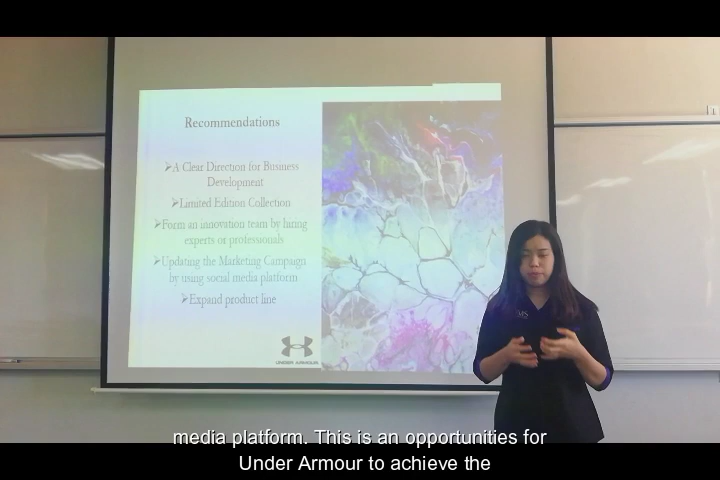 Recommendations
➢A Clear Direction for Business
Development
➢Limited Edition Collection
➢Form an innovation team by hiring
experts or professionals
➢Updating the Marketing Campaign
by using social media platform
➢Expand product line
UNDER ARMOUR
media platform. This is an opportunities for
Under Armour to achieve the